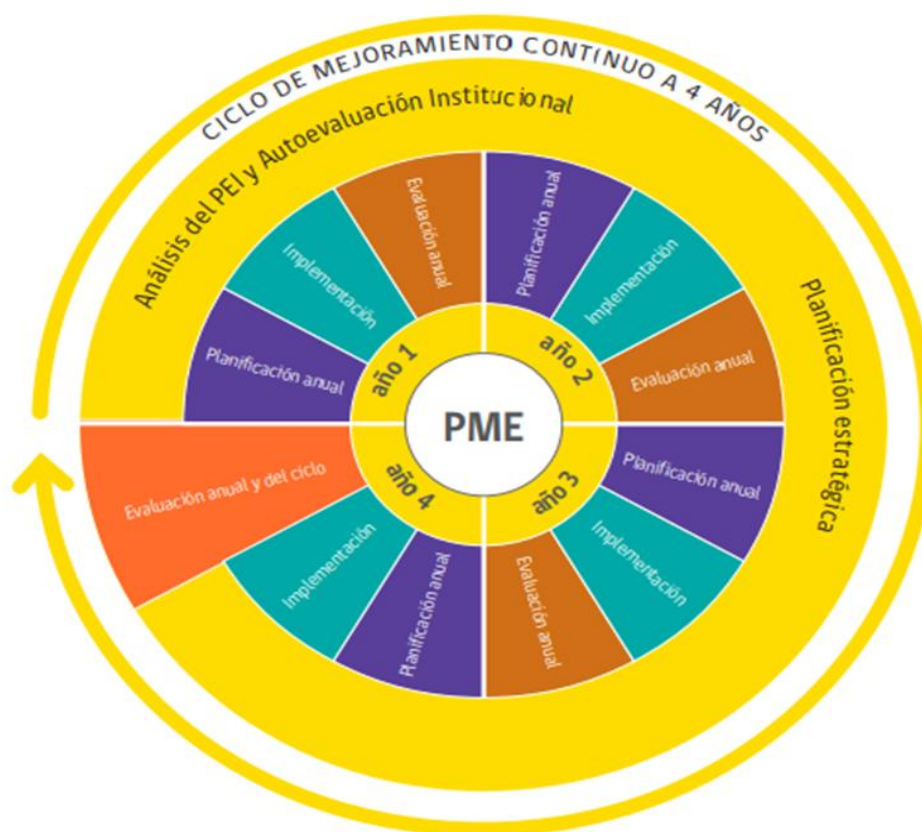 CICLO DE MEJORAMIENTO CONTINUO A 4 AÑOS
Análisis del PEI y Autoevaluación Institucional
Planificación estratégica
PME
año 1
Planificación anual
Implementación
Evaluación anual
año 2
Planificación anual
Implementación
Evaluación anual
año 3
Planificación anual
Implementación
Evaluación anual
año 4
Planificación anual
Implementación
Evaluación anual y del ciclo